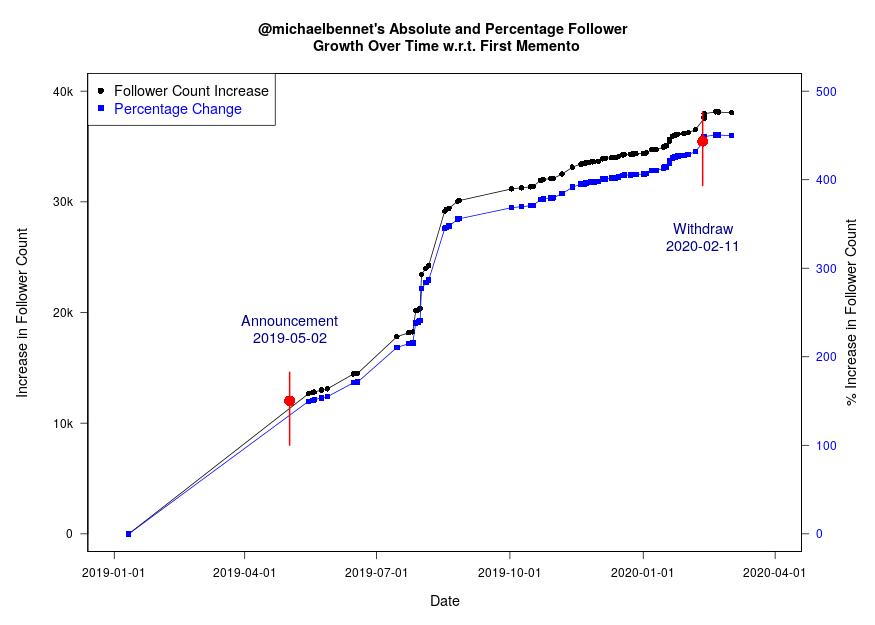 @michaelbennet's Absolute and Percentage Follower
Growth Over Time w.r.t. First Memento
Follower Count Increase
Percentage Change
40k
30k
20k
10k
0
Increase in Follower Count
500
400
300
200
100
0
% Increase in Follower Count
Announcement
2019-05-02
Withdraw
2020-02-11
2019-01-01
2019-04-01
2019-07-01
2019-10-01
2020-01-01
2020-04-01
Date